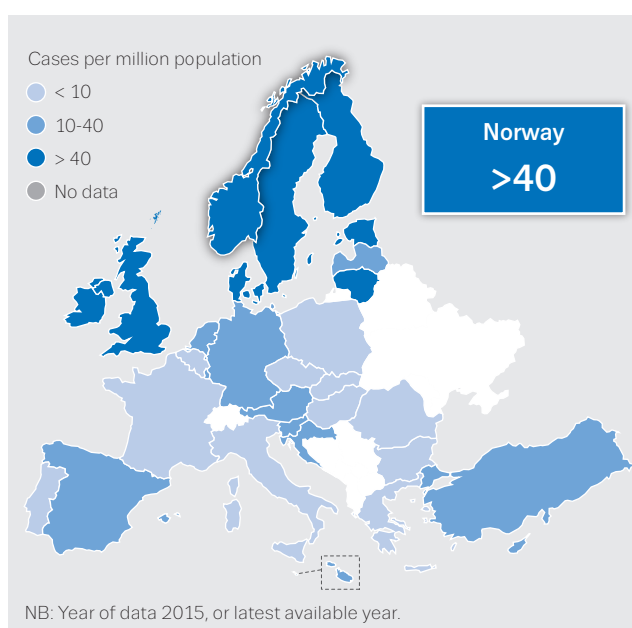 Cases per million population
< 10
10-40
> 40
No data
Norway
>40
NB: Year of data 2015, or latest available year.